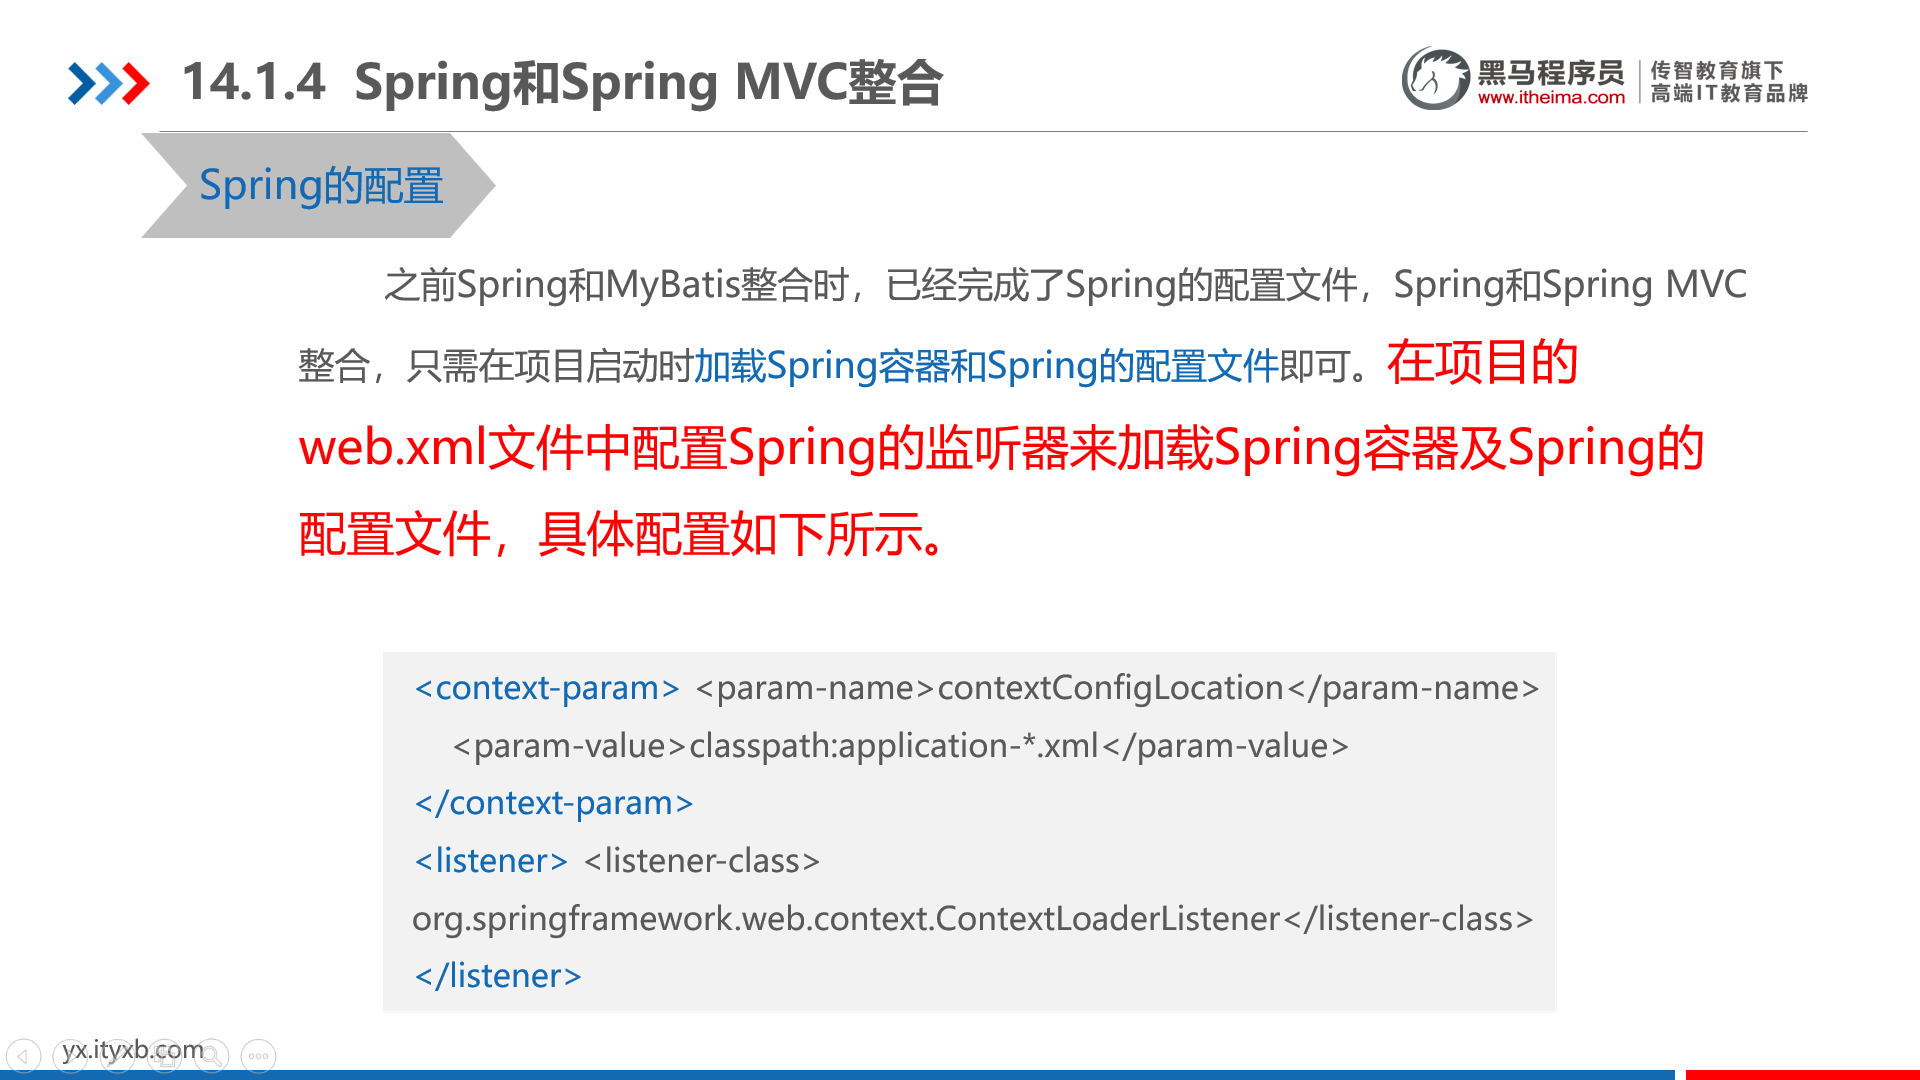 14.1.4 Spring和Spring MVC整合
黑马程序员
www.itheima.com
传智教育旗下
高端IT教育品牌
Spring的配置
之前Spring和MyBatis整合时，已经完成了Spring的配置文件，Spring和Spring MVC
整合，只需在项目启动时加载Spring容器和Spring的配置文件即可。在项目的
web.xml文件中配置Spring的监听器来加载Spring容器及Spring的
配置文件，具体配置如下所示。
<context-param> <param-name>contextConfigLocation</param-name>
<param-value>classpath:application-*.xml</param-value>
</context-param>
<listener> <listener-class>
org.springframework.web.context.ContextLoaderListener</listener-class>
</listener>
yx.ityxb.com